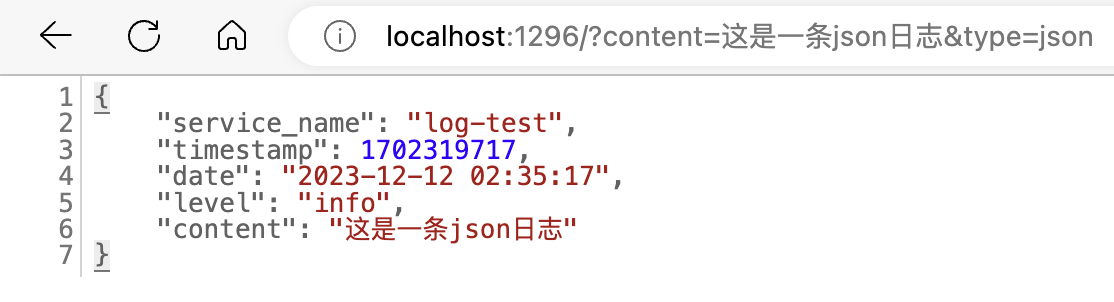 localhost:1296/?content=这是一条json日志&type=json
1 {
2     "service_name": "log-test",
3     "timestamp": 1702319717,
4     "date": "2023-12-12 02:35:17",
5     "level": "info",
6     "content": "这是一条json日志"
7 }